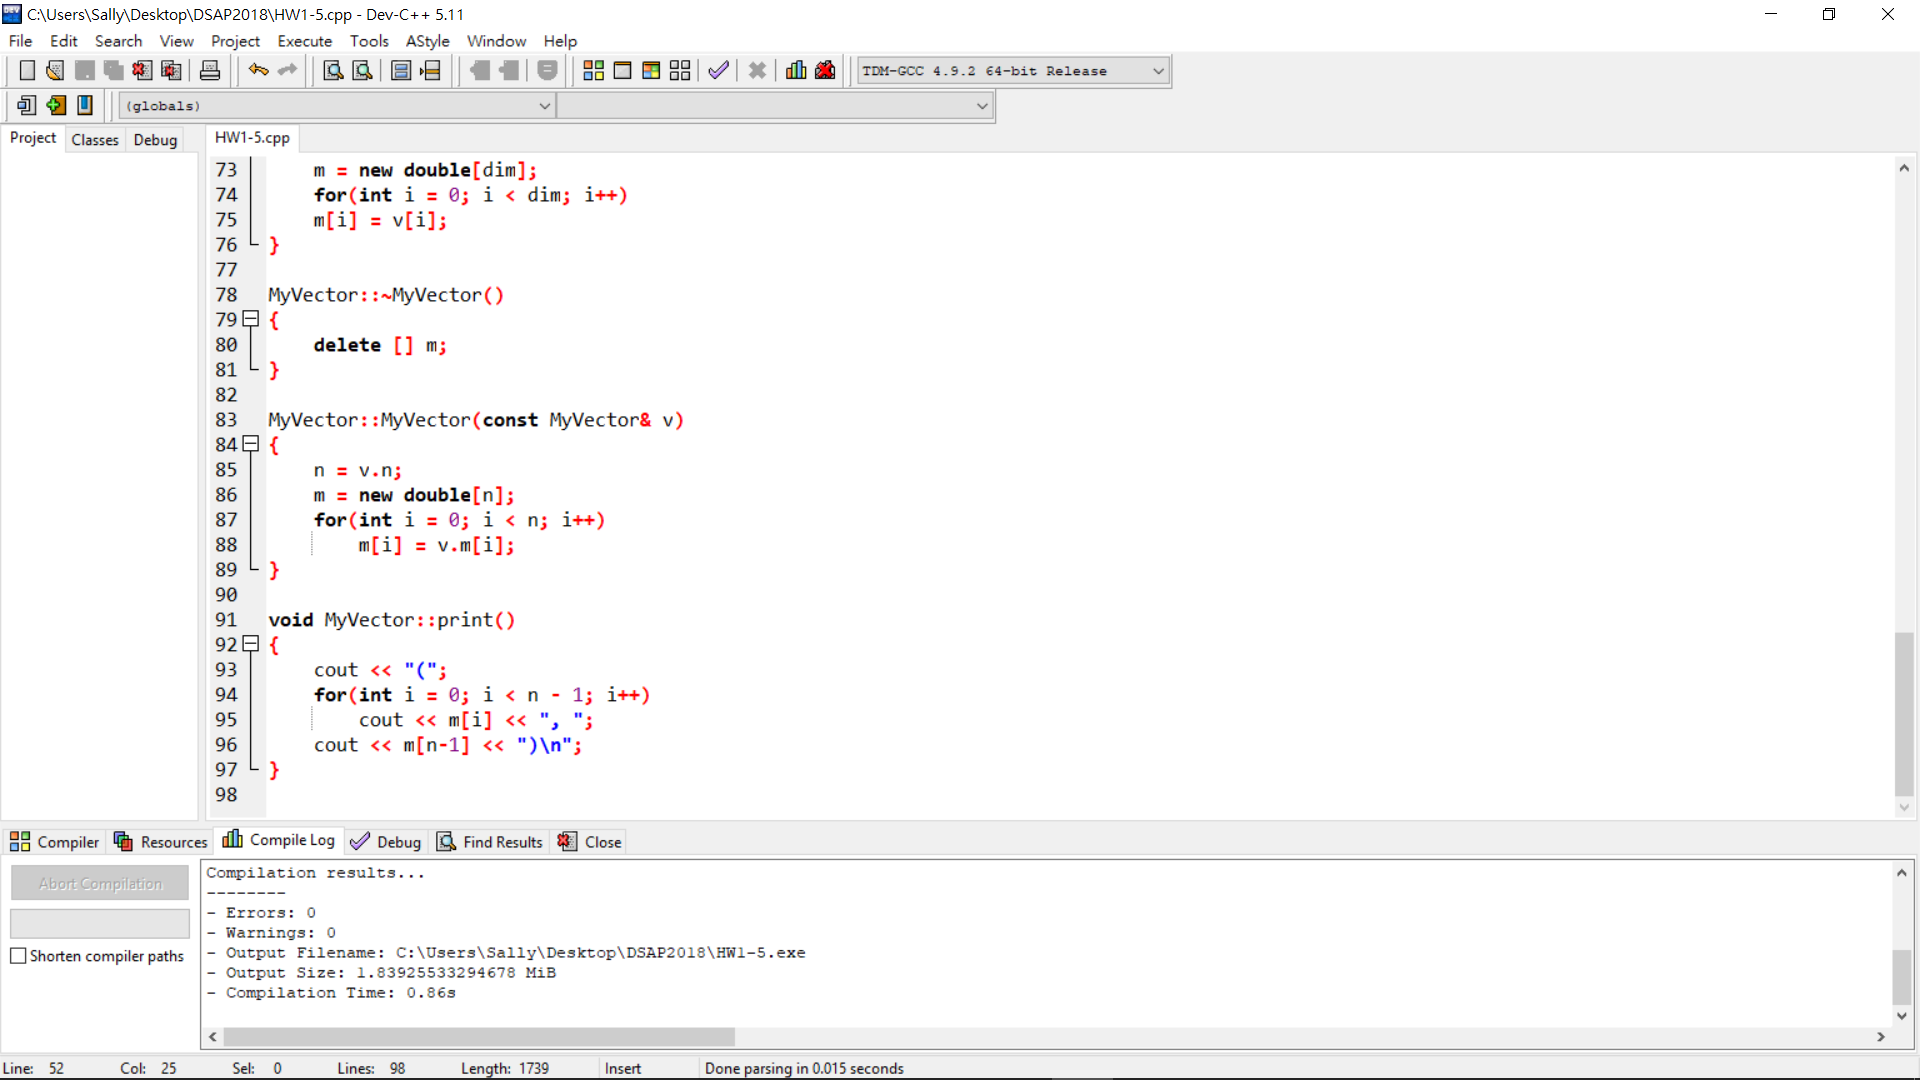 C:\Users\Sally\Desktop\DSAP2018\HW1-5.cpp - Dev-C++ 5.11
File Edit Search View Project Execute Tools AStyle Window Help
TDM-GCC 4.9.2 64-bit Release
(globals)
Project Classes Debug HW1-5.cpp
73 m = new double[dim];
74 for(int i = 0; i < dim; i++)
75 m[i] = v[i];
76 }
77
78 MyVector::~MyVector()
79 {
80 delete [] m;
81 }
82
83 MyVector::MyVector(const MyVector& v)
84 {
85 n = v.n;
86 m = new double[n];
87 for(int i = 0; i < n; i++)
88 m[i] = v.m[i];
89 }
90
91 void MyVector::print()
92 {
93 cout << "(";
94 for(int i = 0; i < n - 1; i++)
95 cout << m[i] << ", ";
96 cout << m[n-1] << ")\n";
97 }
98
Compiler Resources Compile Log Debug Find Results Close
Abort Compilation
Shorten compiler paths
Compilation results...
--------
- Errors: 0
- Warnings: 0
- Output Filename: C:\Users\Sally\Desktop\DSAP2018\HW1-5.exe
- Output Size: 1.83925533294678 MiB
- Compilation Time: 0.86s
Line: 52 Col: 25 Sel: 0 Lines: 98 Length: 1739 Insert Done parsing in 0.015 seconds